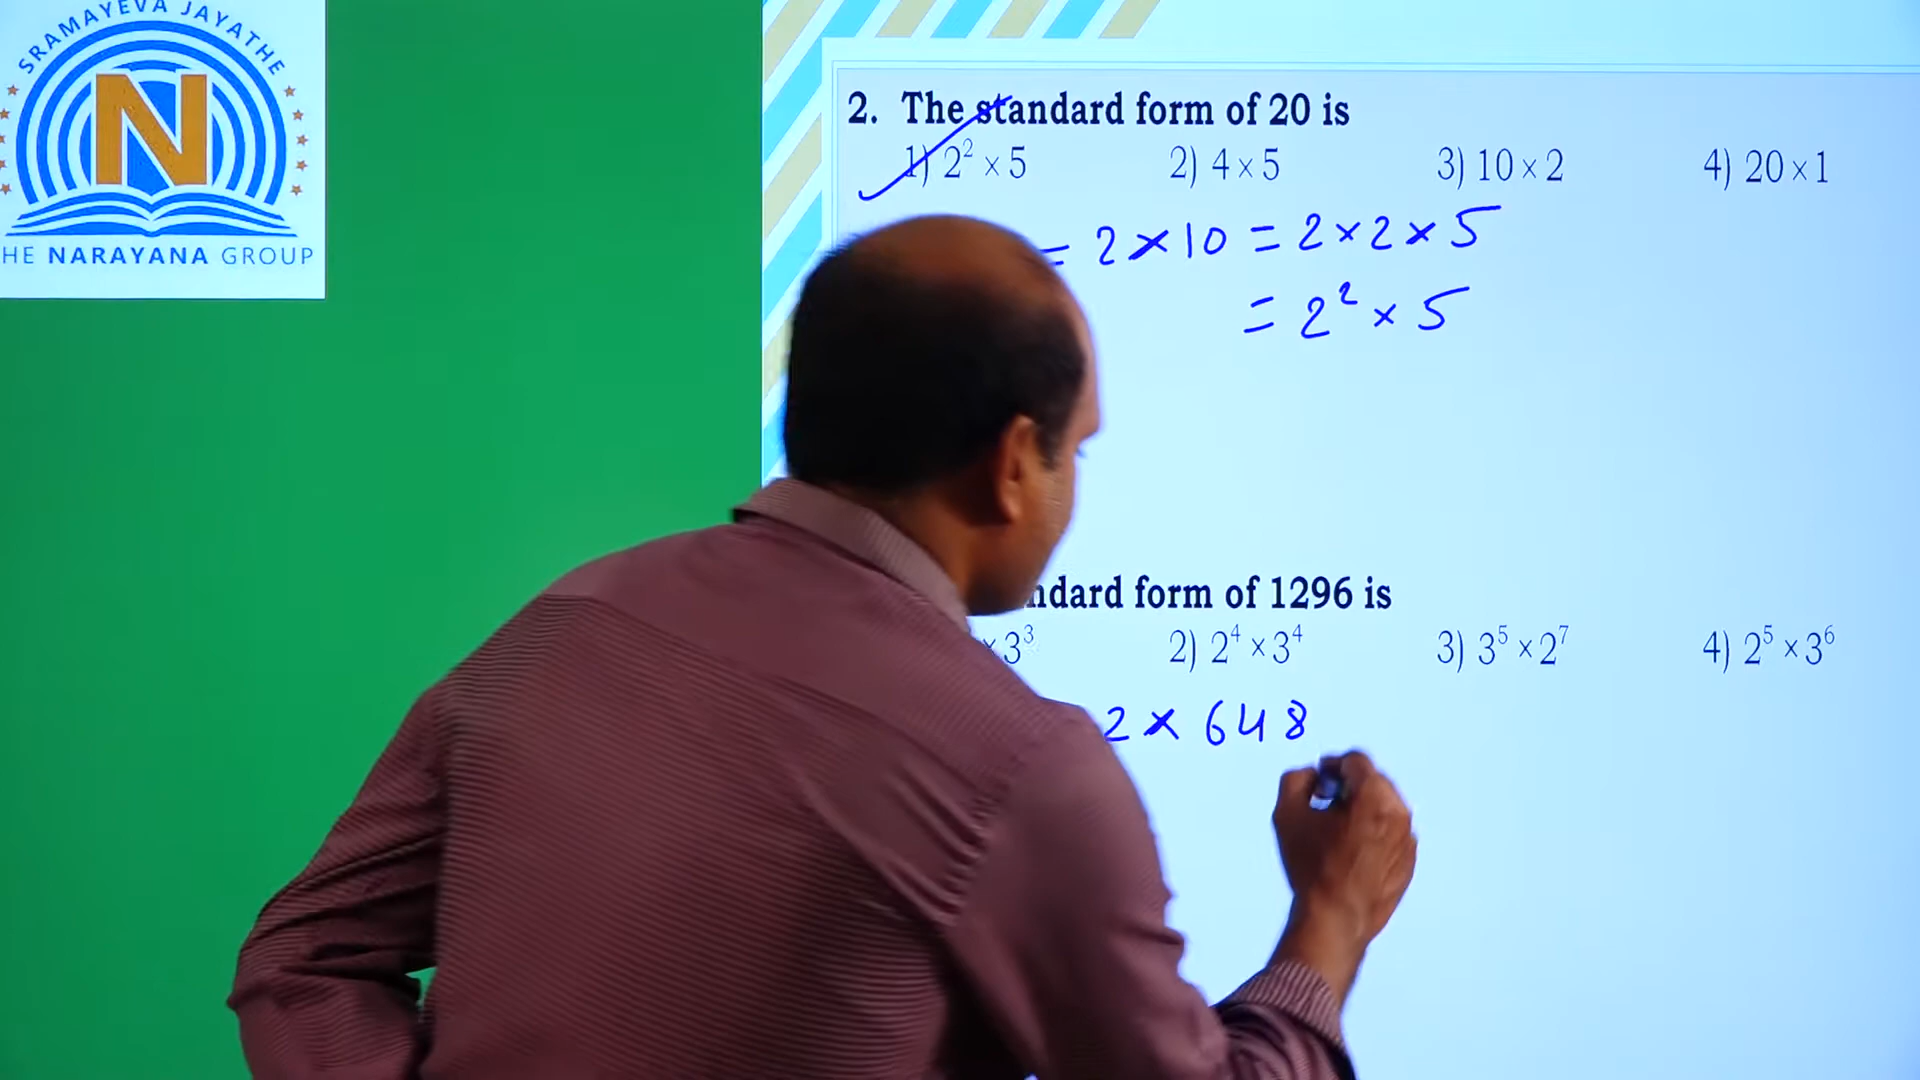 SRAMAYEVA JAYATHE
N
HE NARAYANA GROUP
2. The standard form of 20 is
1) 2² × 5 2) 4 × 5 3) 10 × 2 4) 20 × 1
= 2 × 10 = 2 × 2 × 5
= 2² × 5
ndard form of 1296 is
× 3³ 2) 2⁴ × 3⁴ 3) 3⁵ × 2⁷ 4) 2⁵ × 3⁶
2 × 648